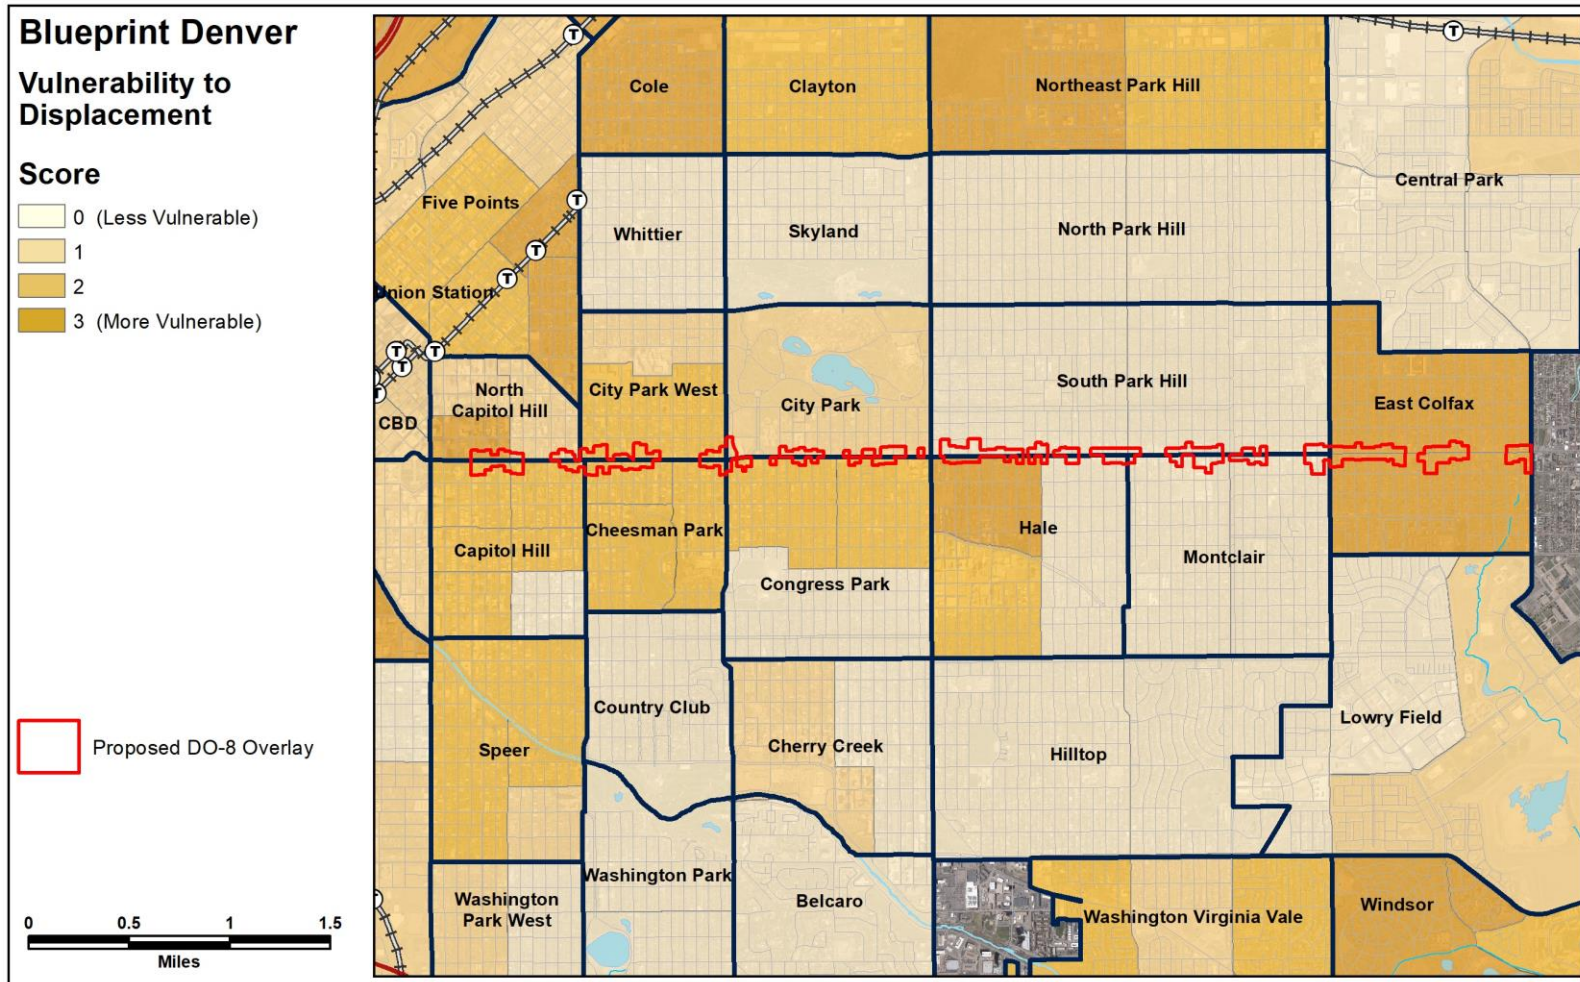 Blueprint Denver
Vulnerability to
Displacement
Score
0 (Less Vulnerable)
1
2
3 (More Vulnerable)
Proposed DO-8 Overlay
0 0.5 1 1.5
Miles
T
T
Cole
Clayton
Northeast Park Hill
Central Park
Five Points
T
Whittier
Skyland
North Park Hill
T
T
Union Station
T
T
T
T
North
Capitol Hill
City Park West
City Park
South Park Hill
East Colfax
CBD
Capitol Hill
Cheesman Park
Congress Park
Hale
Montclair
Speer
Country Club
Cherry Creek
Hilltop
Lowry Field
Washington
Park West
Washington Park
Belcaro
Washington Virginia Vale
Windsor